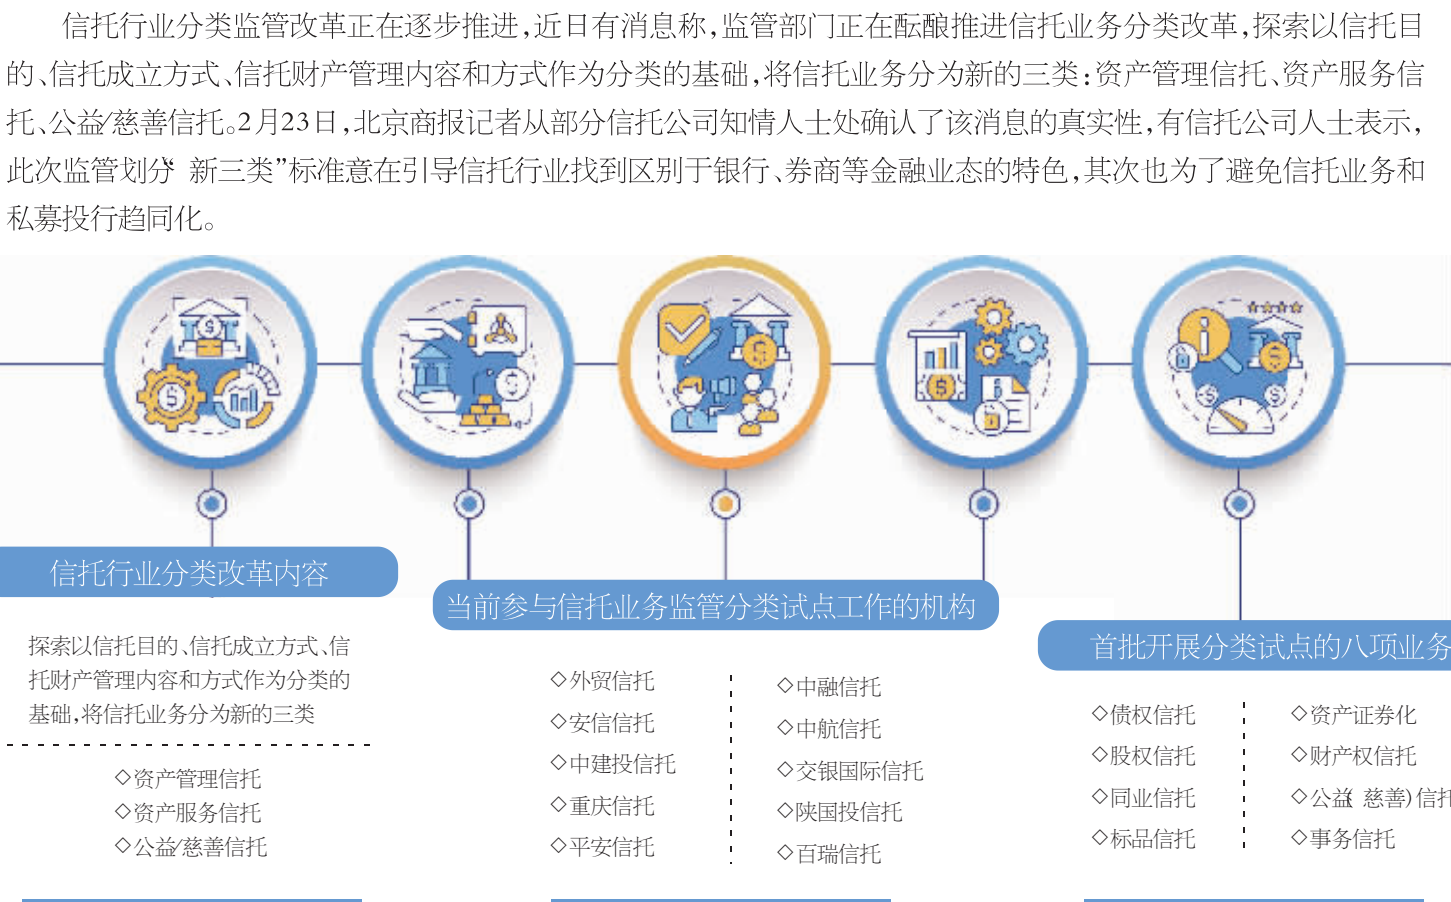 信托行业分类监管改革正在逐步推进,近日有消息称,监管部门正在酝酿推进信托业务分类改革,探索以信托目
的、信托成立方式、信托财产管理内容和方式作为分类的基础,将信托业务分为新的三类:资产管理信托、资产服务信
托、公益/慈善信托。2月23日,北京商报记者从部分信托公司知情人士处确认了该消息的真实性,有信托公司人士表示,
此次监管划分“新三类”标准意在引导信托行业找到区别于银行、券商等金融业态的特色,其次也为了避免信托业务和
私募投行趋同化。
信托行业分类改革内容
探索以信托目的、信托成立方式、信
托财产管理内容和方式作为分类的
基础,将信托业务分为新的三类
◇资产管理信托
◇资产服务信托
◇公益/慈善信托
当前参与信托业务监管分类试点工作的机构
◇外贸信托
◇安信信托
◇中建投信托
◇重庆信托
◇平安信托
◇中融信托
◇中航信托
◇交银国际信托
◇陕国投信托
◇百瑞信托
首批开展分类试点的八项业务
◇债权信托
◇股权信托
◇同业信托
◇标品信托
◇资产证券化
◇财产权信托
◇公益(慈善)信托
◇事务信托